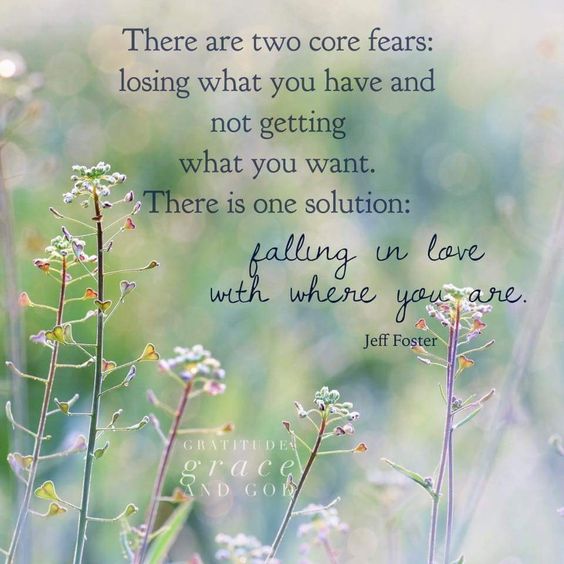 There are two core fears:
losing what you have and
not getting
what you want.
There is one solution:
falling in love
with where you are.
Jeff Foster
GRATITUDE
grace
AND GOD